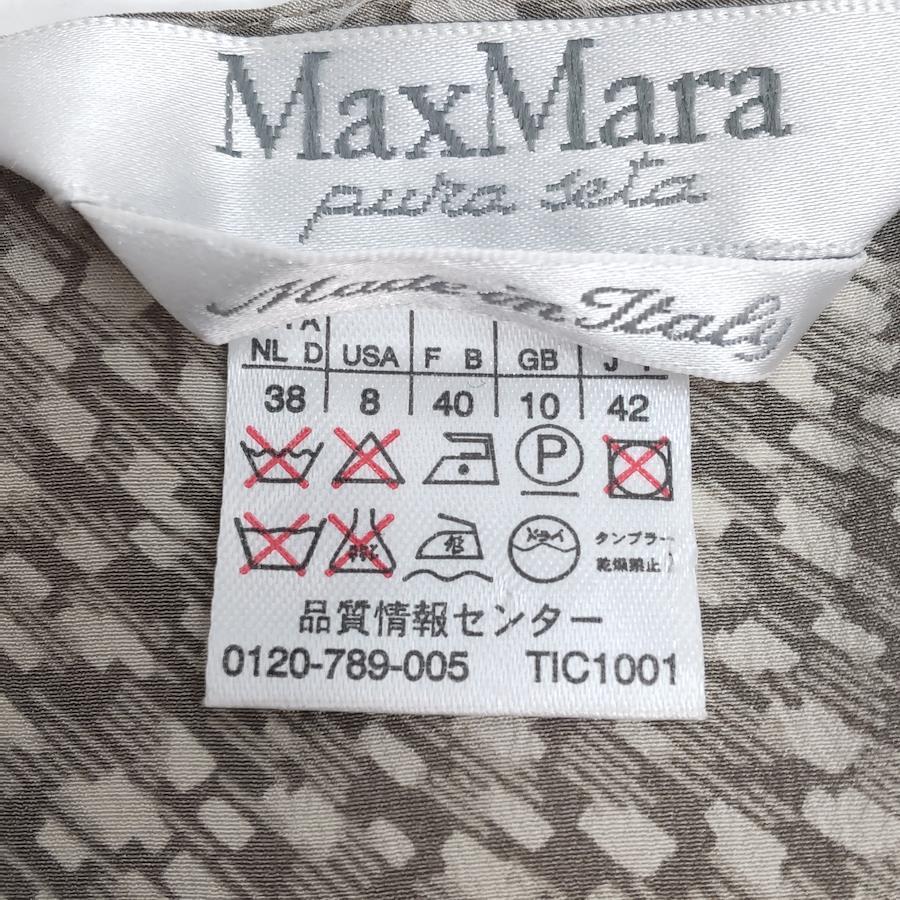 MaxMara
pura seta
Made in Italy
NL D USA F B GB
38 8 40 10 42
P
ドライ
タンブラー
乾燥禁止
品質情報センター
0120-789-005 TIC1001